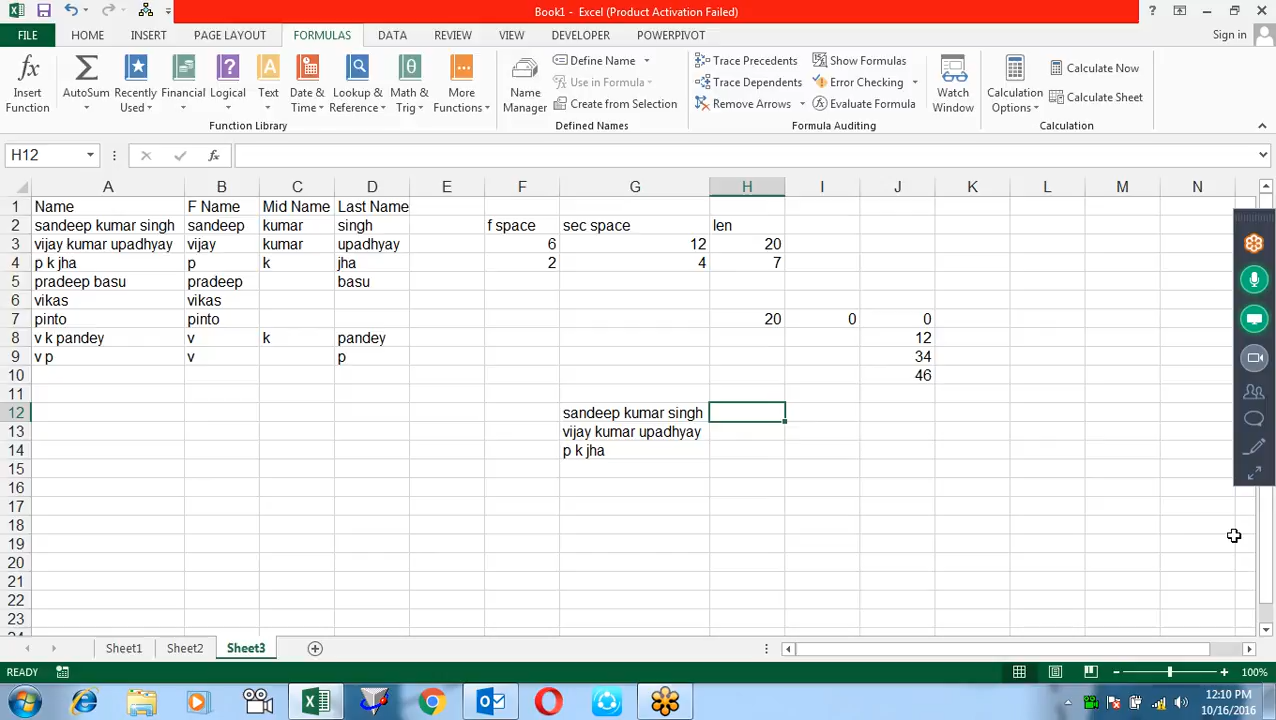 Book1 - Excel (Product Activation Failed)
FILE HOME INSERT PAGE LAYOUT FORMULAS DATA REVIEW VIEW DEVELOPER POWERPIVOT Sign in
Insert Function
AutoSum
Recently Used
Financial
Logical
Text
Date & Time
Lookup & Reference
Math & Trig
More Functions
Function Library
Name Manager
Define Name
Use in Formula
Create from Selection
Defined Names
Trace Precedents
Trace Dependents
Remove Arrows
Show Formulas
Error Checking
Evaluate Formula
Formula Auditing
Watch Window
Calculation Options
Calculate Now
Calculate Sheet
Calculation
H12 fx
A B C D E F G H I J K L M N
1 Name F Name Mid Name Last Name
2 sandeep kumar singh sandeep kumar singh f space sec space len
3 vijay kumar upadhyay vijay kumar upadhyay 6 12 20
4 p k jha p k jha 2 4 7
5 pradeep basu pradeep basu
6 vikas vikas
7 pinto pinto 20 0 0
8 v k pandey v k pandey 12
9 v p v p 34
10 46
11
12 sandeep kumar singh
13 vijay kumar upadhyay
14 p k jha
15
16
17
18
19
20
21
22
23
24
Sheet1 Sheet2 Sheet3
READY 100%
12:10 PM
10/16/2016